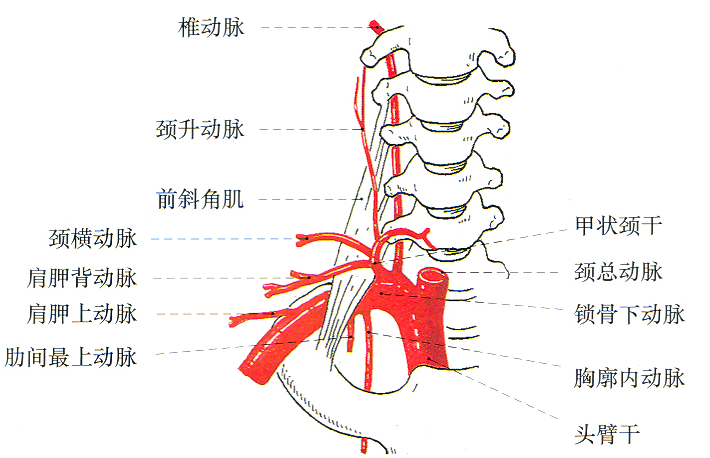 椎动脉
颈升动脉
前斜角肌
颈横动脉
肩胛背动脉
肩胛上动脉
肋间最上动脉
甲状颈干
颈总动脉
锁骨下动脉
胸廓内动脉
头臂干